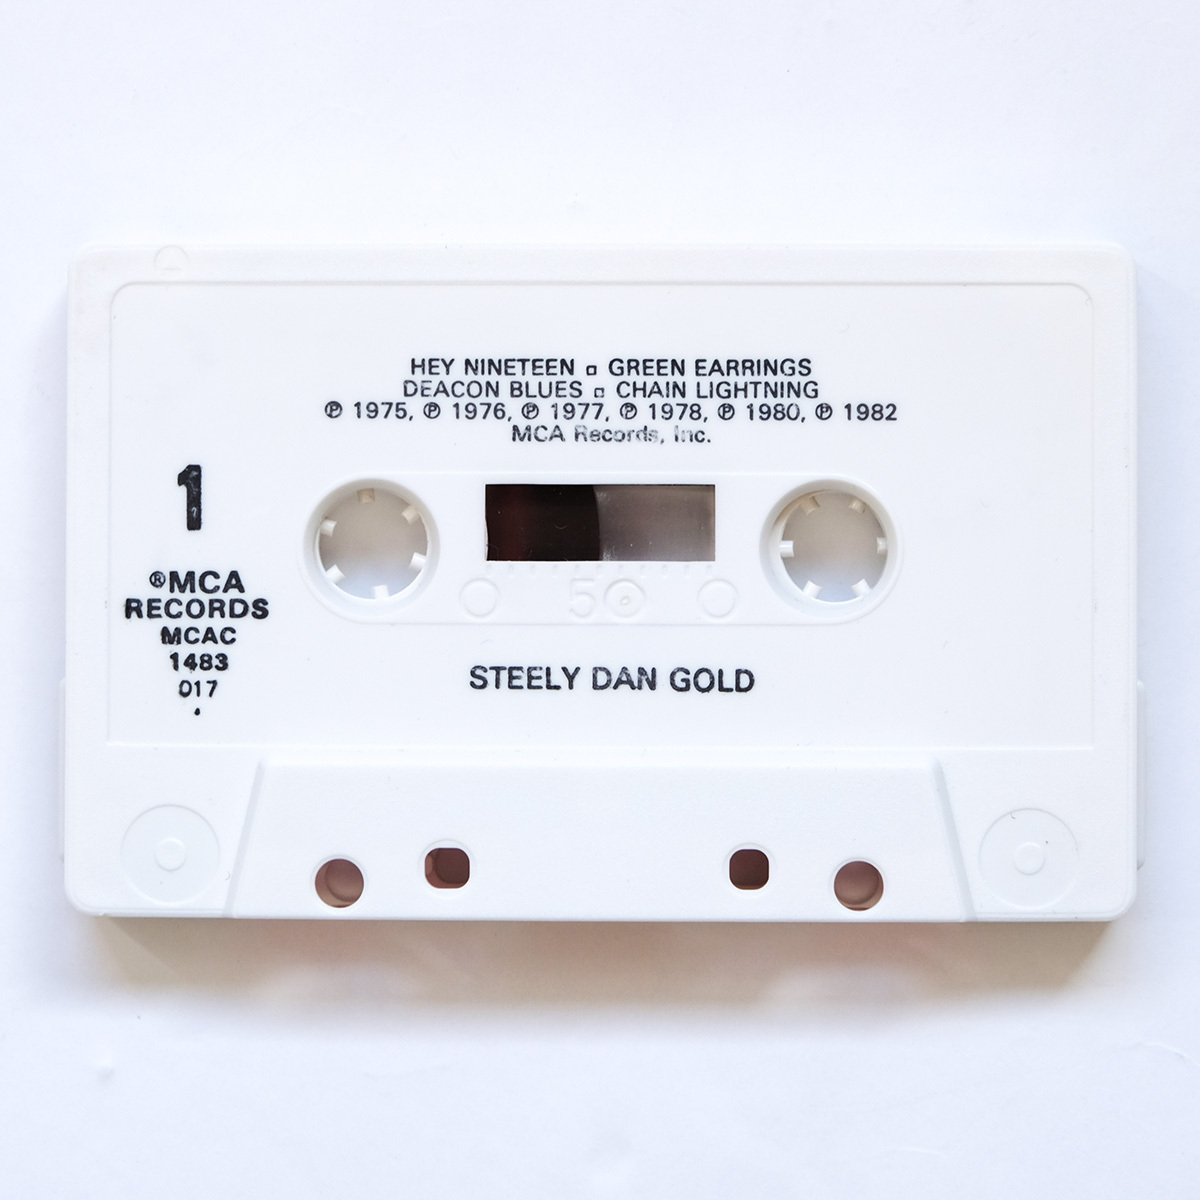 HEY NINETEEN ▫ GREEN EARRINGS
DEACON BLUES ▫ CHAIN LIGHTNING
℗ 1975, ℗ 1976, ℗ 1977, ℗ 1978, ℗ 1980, ℗ 1982
MCA Records, Inc.
1
®MCA
RECORDS
MCAC
1483
017
50
STEELY DAN GOLD